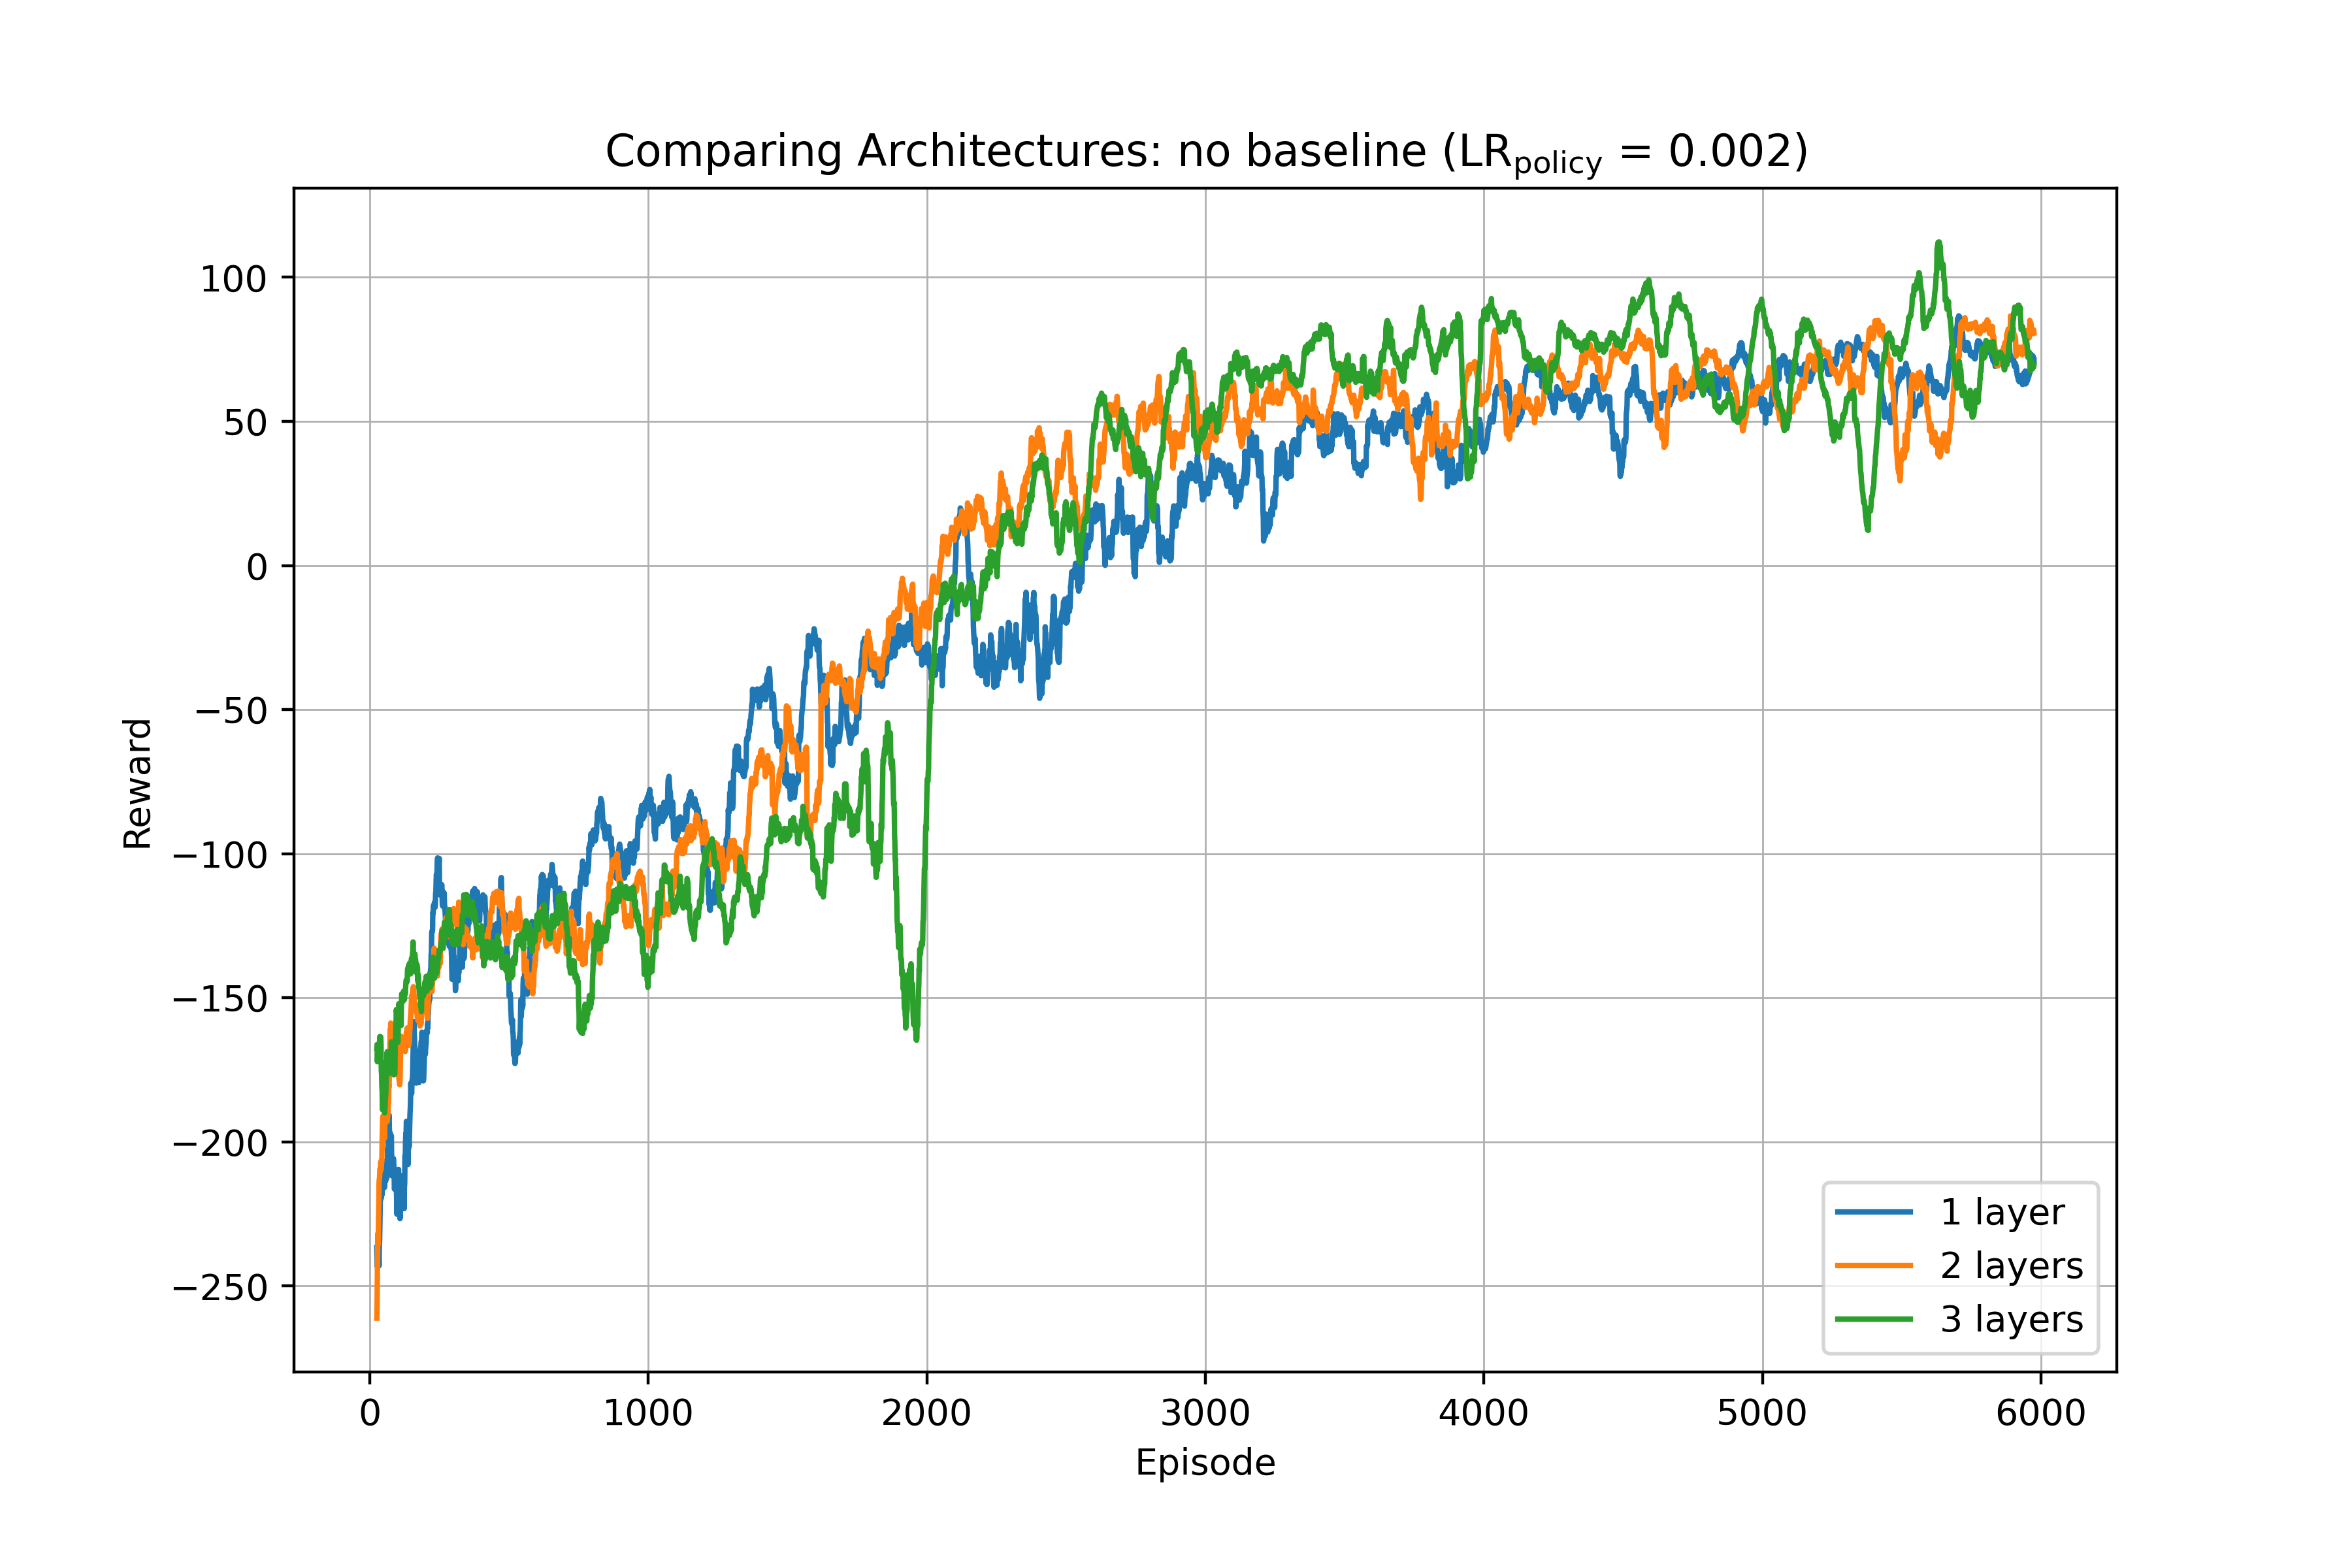 Comparing Architectures: no baseline (LRpolicy = 0.002)
100
50
0
−50
−100
−150
−200
−250
Reward
0 1000 2000 3000 4000 5000 6000
Episode
1 layer
2 layers
3 layers